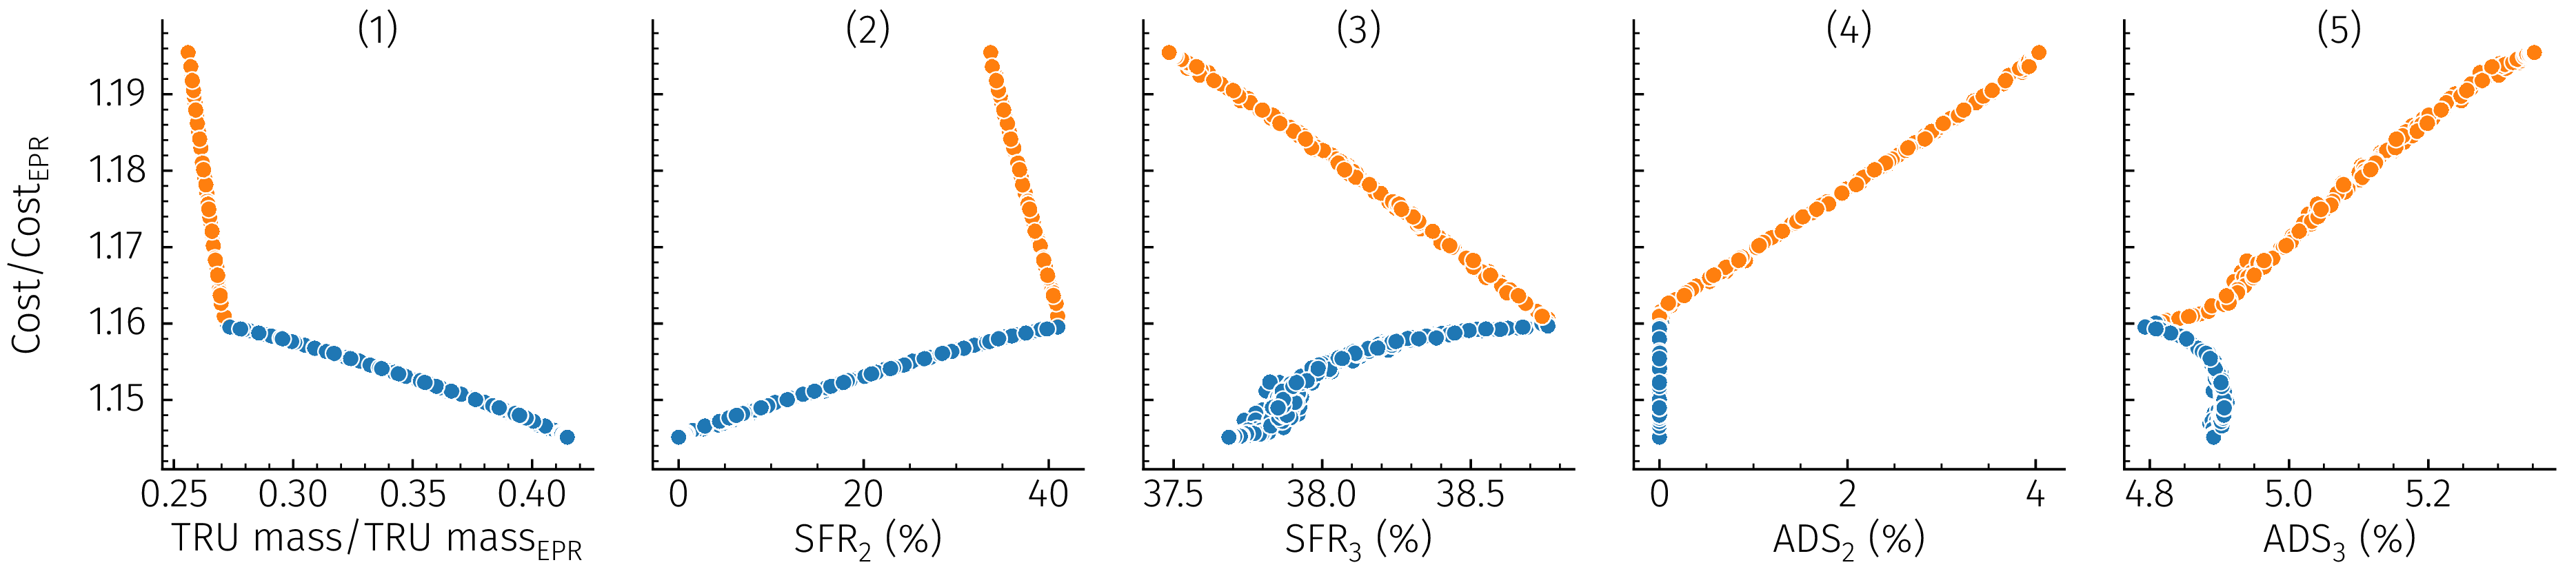 (1) (2) (3) (4) (5)
Cost/Cost_EPR
1.19
1.18
1.17
1.16
1.15
0.25 0.30 0.35 0.40 0 20 40 37.5 38.0 38.5 0 2 4 4.8 5.0 5.2
TRU mass/TRU mass_EPR SFR₂ (%) SFR₃ (%) ADS₂ (%) ADS₃ (%)